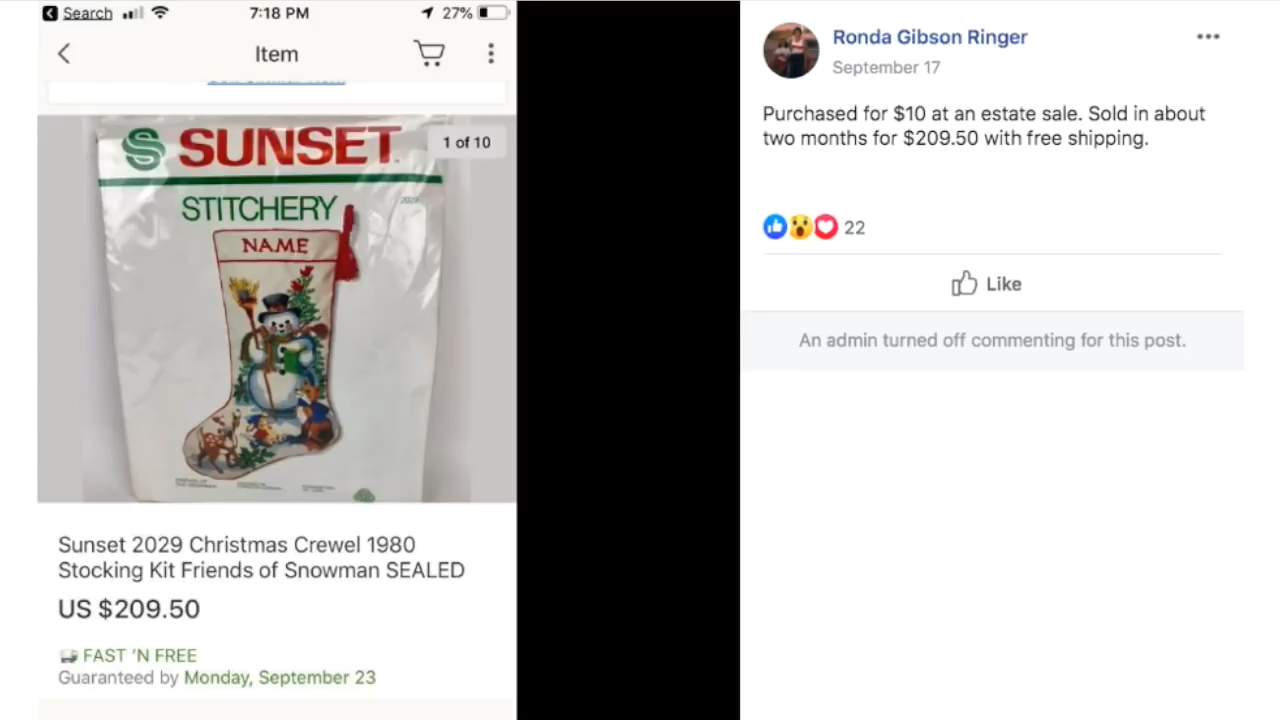 Search
7:18 PM
27%
Item
1 of 10
SUNSET
STITCHERY
2029
NAME
Sunset 2029 Christmas Crewel 1980
Stocking Kit Friends of Snowman SEALED
US $209.50
FAST 'N FREE
Guaranteed by Monday, September 23
Ronda Gibson Ringer
September 17
Purchased for $10 at an estate sale. Sold in about
two months for $209.50 with free shipping.
22
Like
An admin turned off commenting for this post.